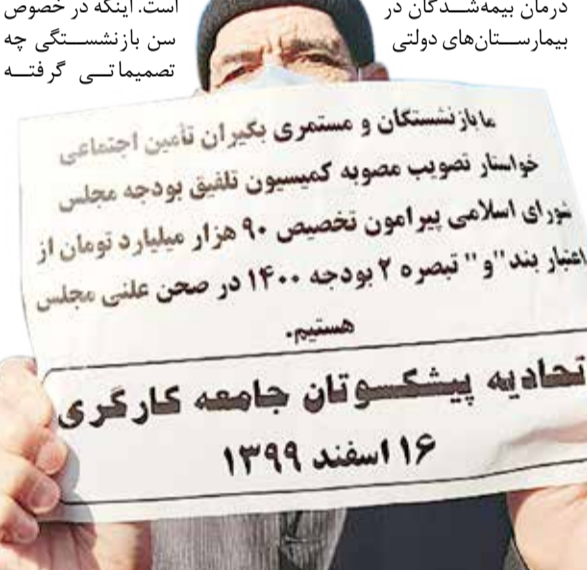 درمان بیمه‌شدگان در
بیمارستان‌های دولتی
است. اینکه در خصوص
سن بازنشستگی چه
تصمیماتی گرفته
ما بازنشستگان و مستمری بگیران تأمین اجتماعی
خواستار تصویب مصوبه کمیسیون تلفیق بودجه مجلس
شورای اسلامی پیرامون تخصیص ۹۰ هزار میلیارد تومان از
اعتبار بند "و" تبصره ۲ بودجه ۱۴۰۰ در صحن علنی مجلس
هستیم.
تحادیه پیشکسوتان جامعه کارگری
۱۶ اسفند ۱۳۹۹